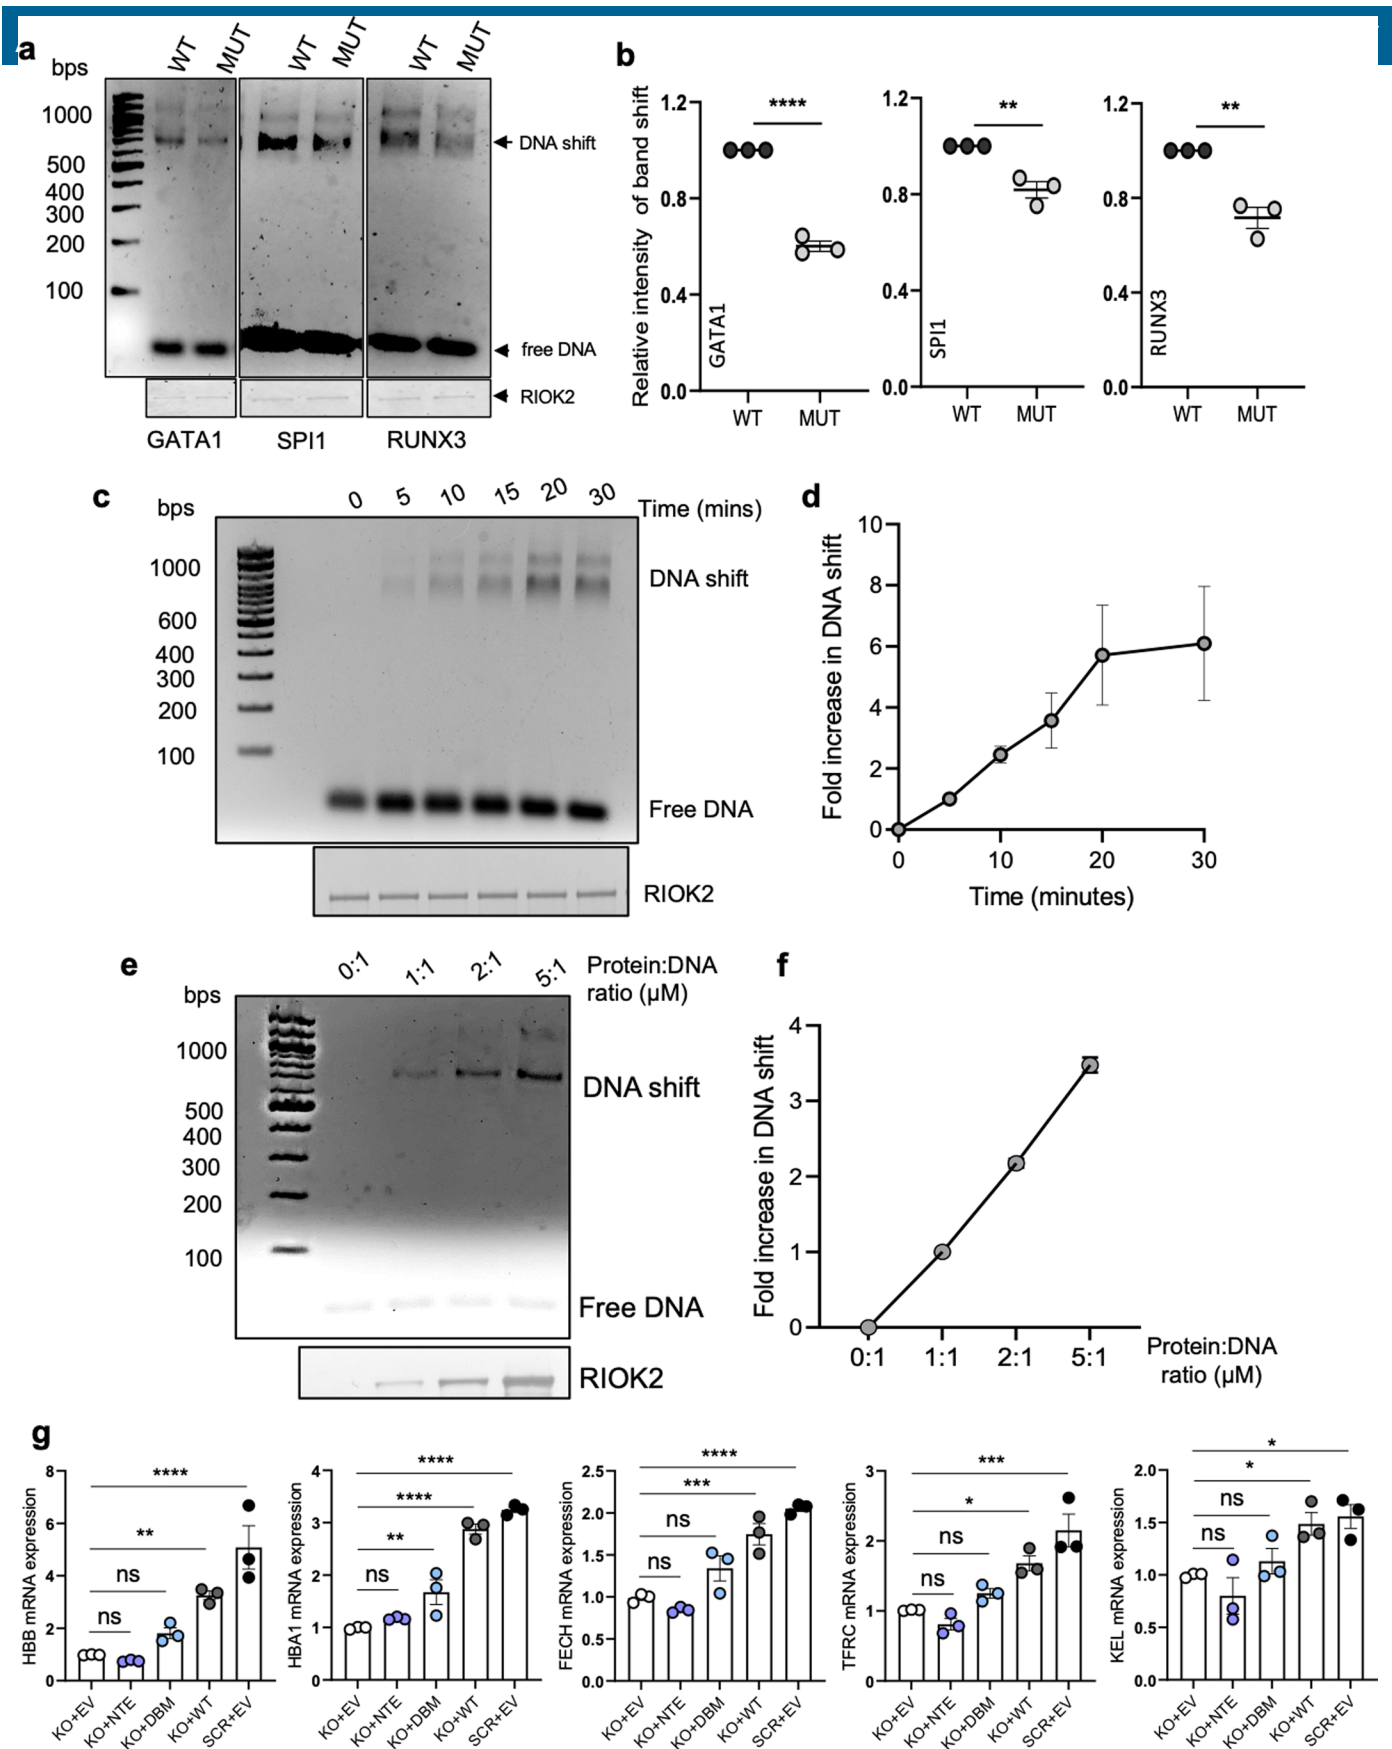 a
bps
WT MUT WT MUT WT MUT
1000
500
400
300
200
100
DNA shift
free DNA
RIOK2
GATA1 SPI1 RUNX3
b
Relative intensity of band shift
1.2
0.8
0.4
0.0
****
GATA1
WT MUT
1.2
0.8
0.4
0.0
**
SPI1
WT MUT
1.2
0.8
0.4
0.0
**
RUNX3
WT MUT
c
bps
0 5 10 15 20 30 Time (mins)
1000
600
400
300
200
100
DNA shift
Free DNA
RIOK2
d
Fold increase in DNA shift
10
8
6
4
2
0
0 10 20 30
Time (minutes)
e
bps
0:1 1:1 2:1 5:1
Protein:DNA
ratio (µM)
1000
500
400
300
200
100
DNA shift
Free DNA
RIOK2
f
Fold increase in DNA shift
4
3
2
1
0
0:1 1:1 2:1 5:1
Protein:DNA
ratio (µM)
g
HBB mRNA expression
8
6
4
2
0
****
**
ns
ns
KO+EV KO+NTE KO+DBM KO+WT SCR+EV
HBA1 mRNA expression
4
3
2
1
0
****
****
**
ns
KO+EV KO+NTE KO+DBM KO+WT SCR+EV
FECH mRNA expression
2.5
2.0
1.5
1.0
0.5
0.0
****
***
ns
ns
KO+EV KO+NTE KO+DBM KO+WT SCR+EV
TFRC mRNA expression
3
2
1
0
***
*
ns
ns
KO+EV KO+NTE KO+DBM KO+WT SCR+EV
KEL mRNA expression
2.0
1.5
1.0
0.5
0.0
*
*
ns
ns
KO+EV KO+NTE KO+DBM KO+WT SCR+EV